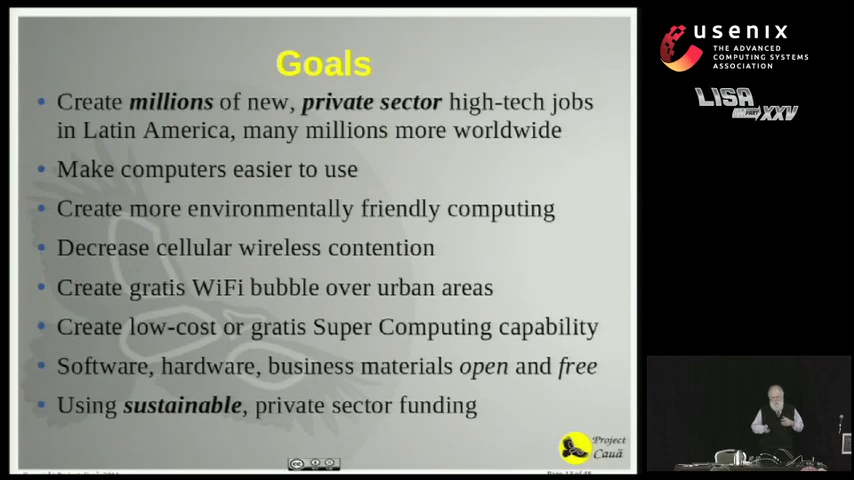 Goals
Create millions of new, private sector high-tech jobs
in Latin America, many millions more worldwide
Make computers easier to use
Create more environmentally friendly computing
Decrease cellular wireless contention
Create gratis WiFi bubble over urban areas
Create low-cost or gratis Super Computing capability
Software, hardware, business materials open and free
Using sustainable, private sector funding
Project
Cauã
usenix
THE ADVANCED
COMPUTING SYSTEMS
ASSOCIATION
LISA
PART XXV